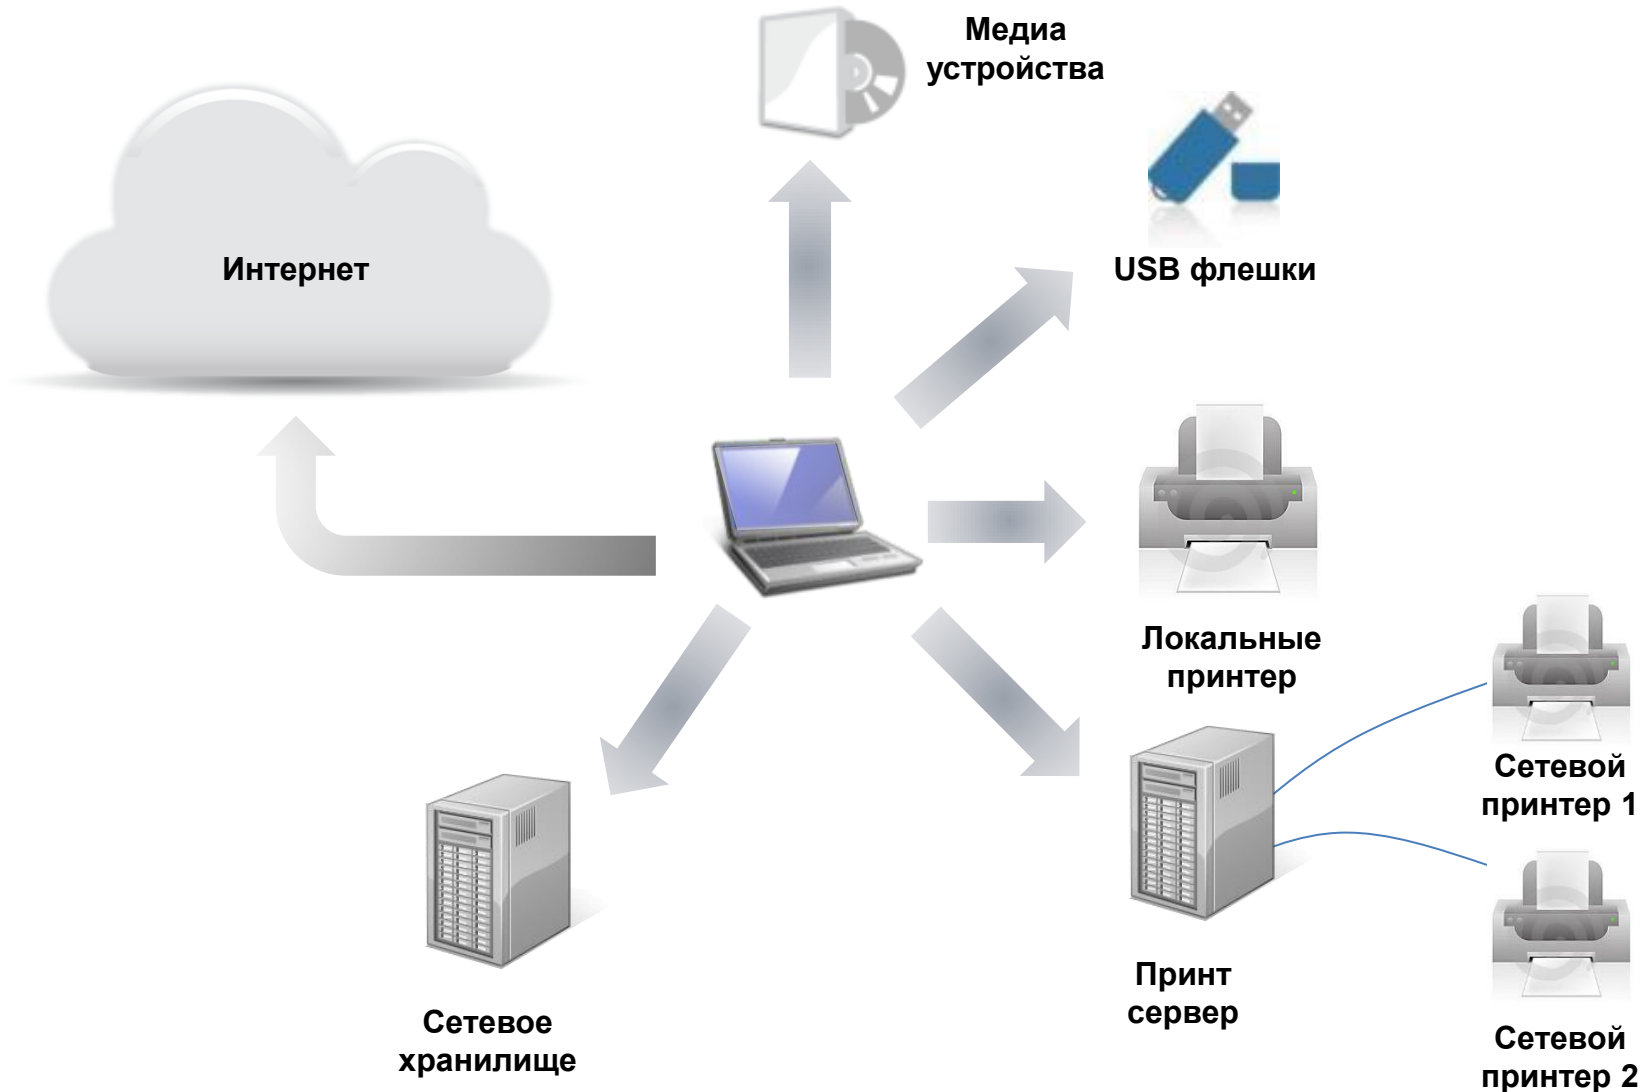 Медиа
устройства
Интернет
USB флешки
Локальные
принтер
Сетевой
принтер 1
Принт
сервер
Сетевое
хранилище
Сетевой
принтер 2